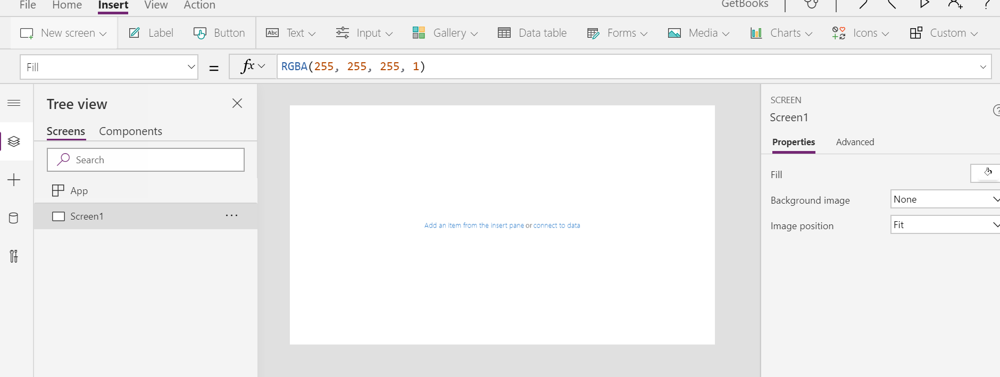 File Home Insert View Action GetBooks ?
New screen Label Button Abc Text Input Gallery Data table Forms Media Charts Icons Custom
Fill = fx RGBA(255, 255, 255, 1)
Tree view
Screens Components
Search
App
Screen1 ...
Add an item from the insert pane or connect to data
SCREEN
Screen1
?
Properties Advanced
Fill
Background image None
Image position Fit